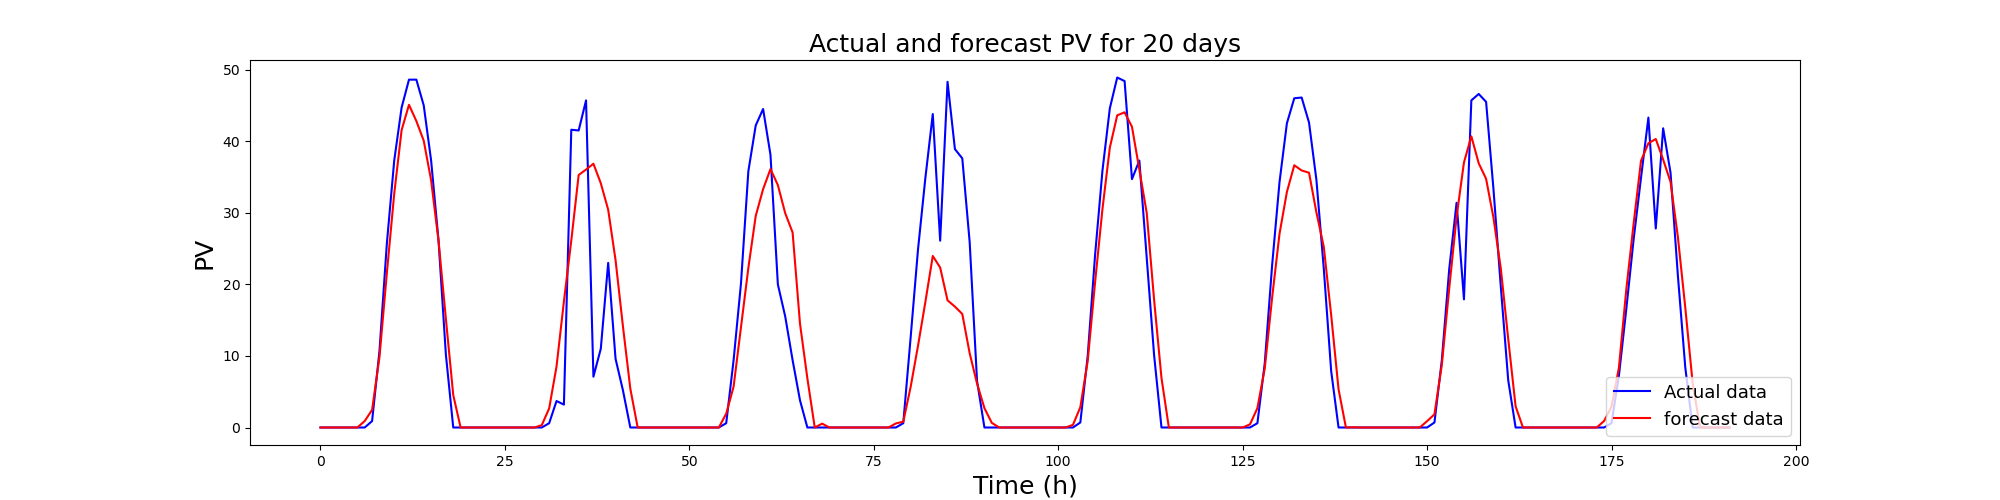 Actual and forecast PV for 20 days
50
40
30
20
10
0
PV
0 25 50 75 100 125 150 175 200
Time (h)
Actual data
forecast data